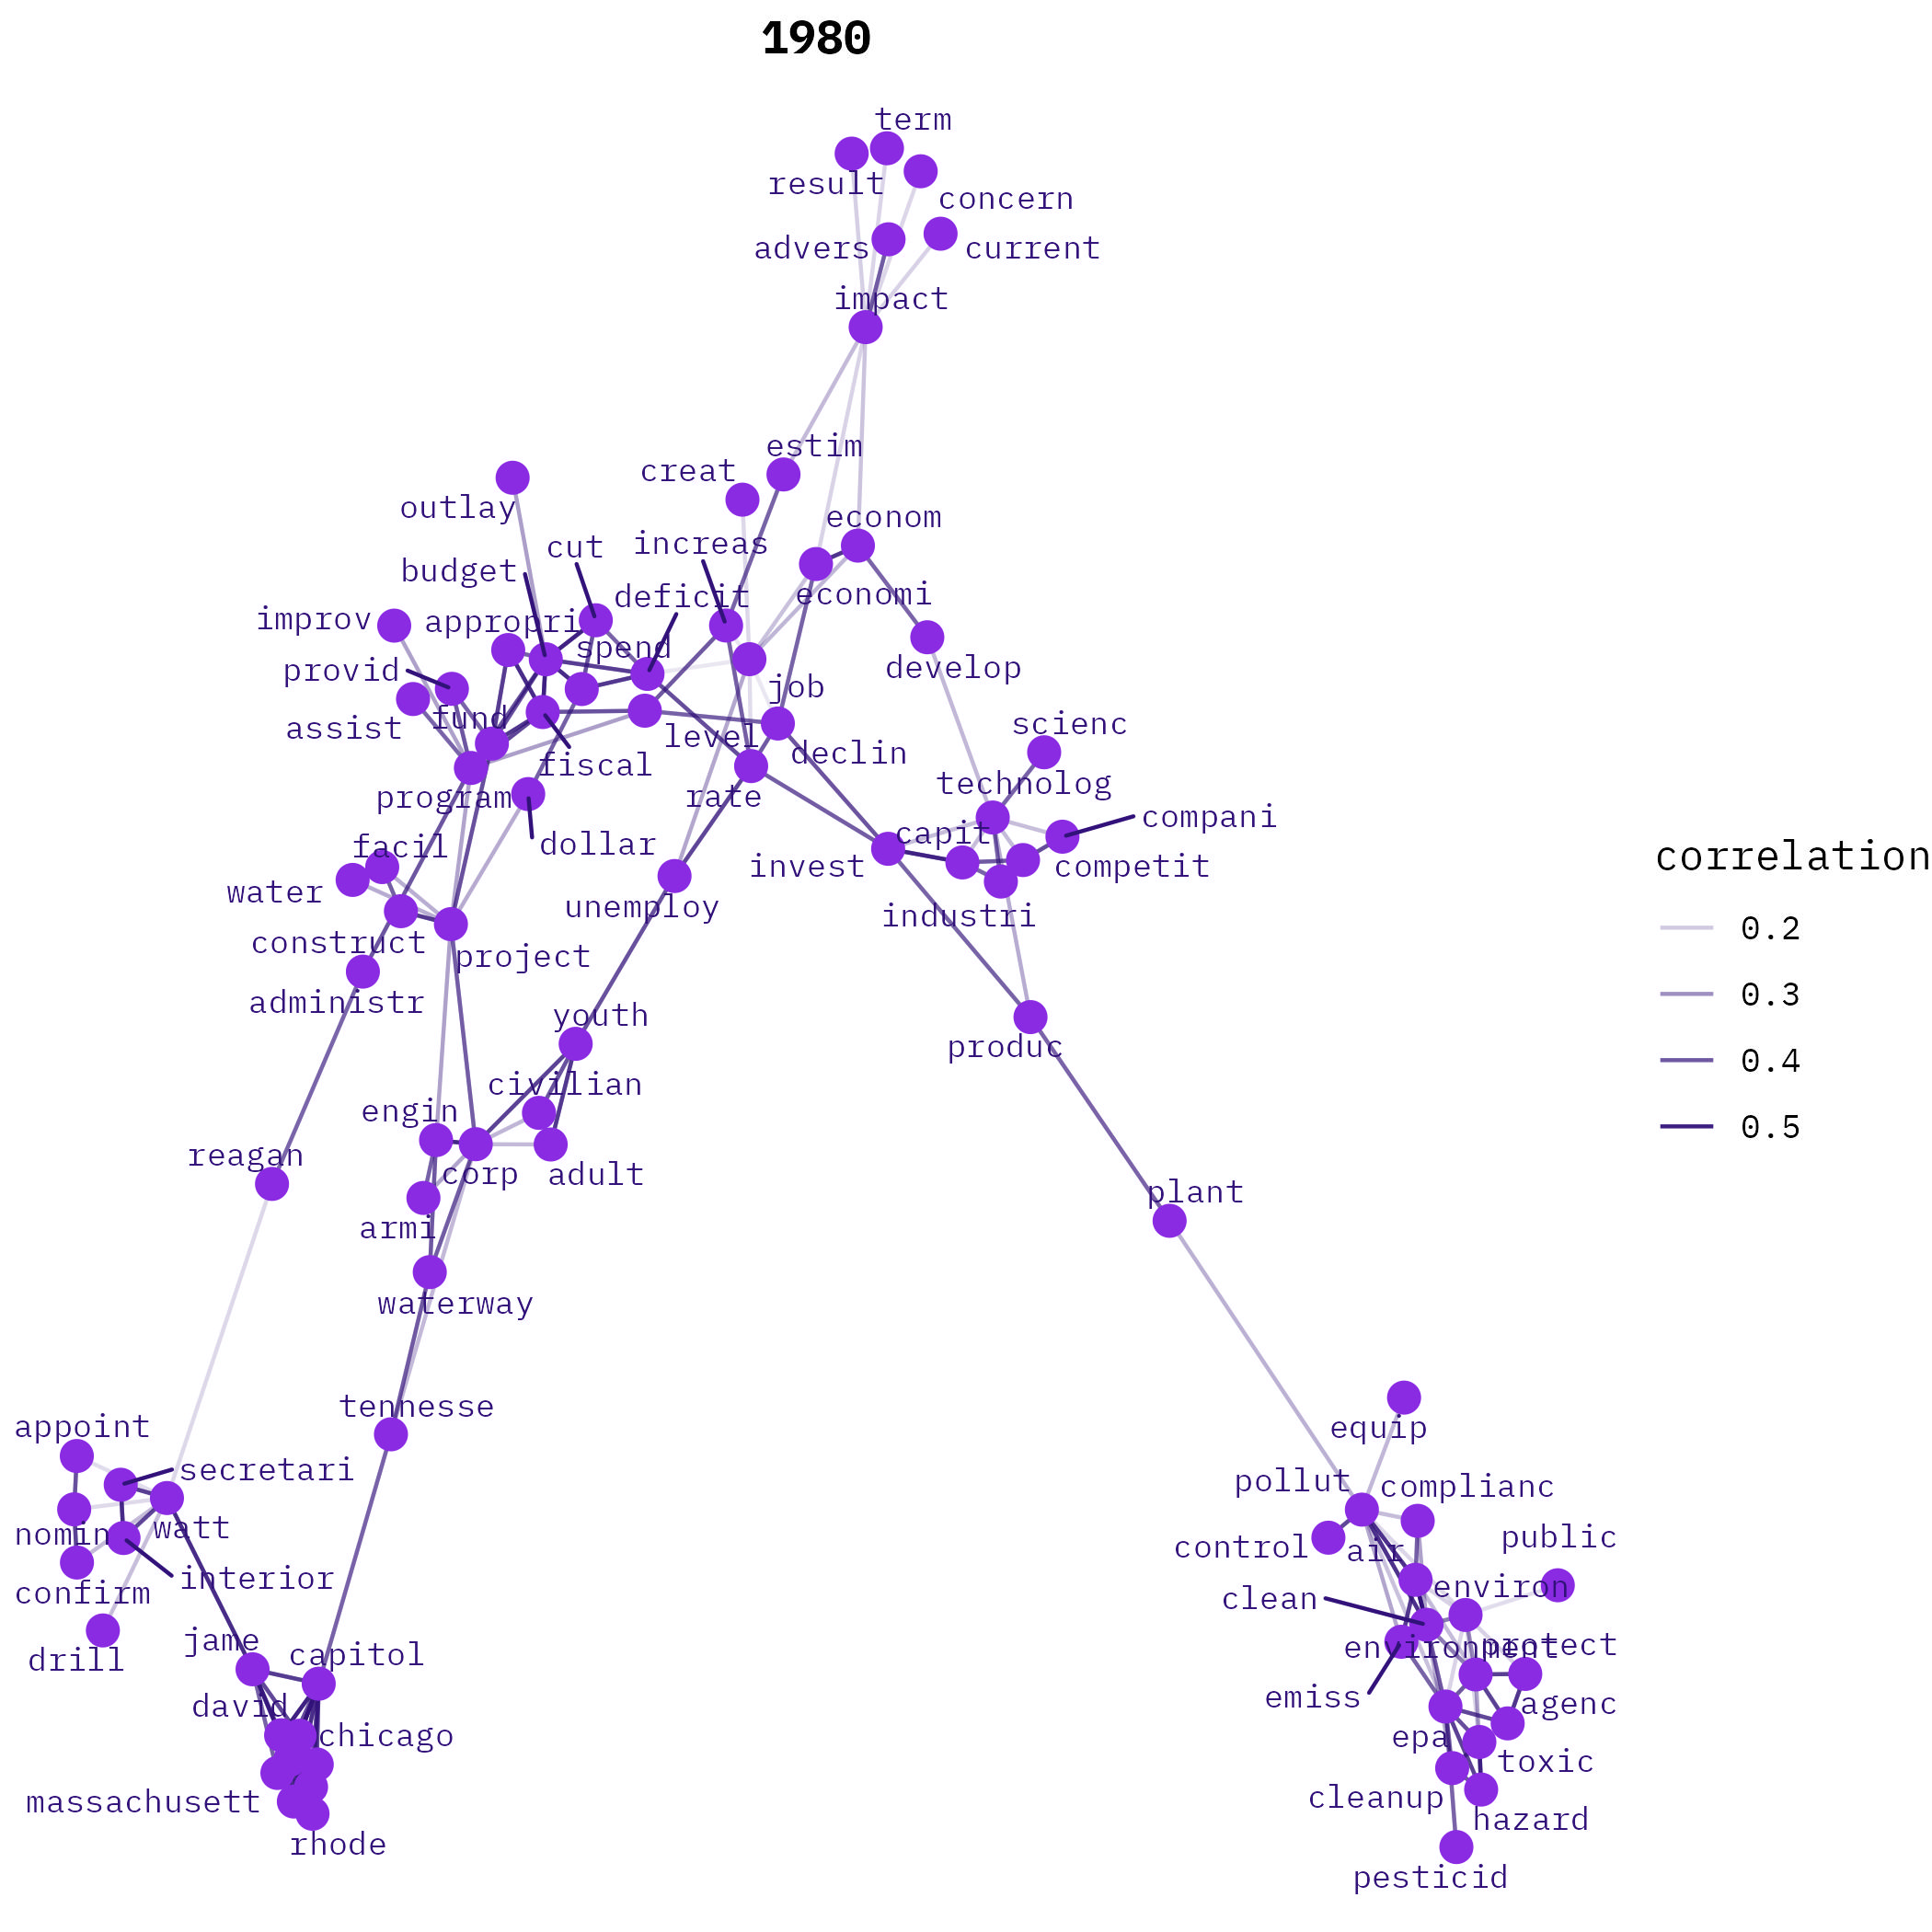 1980
term
result
concern
advers
current
impact
estim
creat
outlay
econom
cut
increas
budget
economi
deficit
improv
appropri
spend
provid
develop
job
fund
assist
scienc
level
declin
fiscal
technolog
program
rate
compani
capit
dollar
facil
correlation
invest
competit
water
unemploy
industri
0.2
construct
project
0.3
administr
youth
produc
0.4
civilian
engin
0.5
reagan
corp
adult
plant
armi
waterway
tennesse
appoint
equip
secretari
pollut
complianc
nomin
watt
public
control
air
interior
environ
confirm
clean
jame
environment
protect
drill
capitol
emiss
david
agenc
chicago
epa
toxic
massachusett
cleanup
hazard
rhode
pesticid